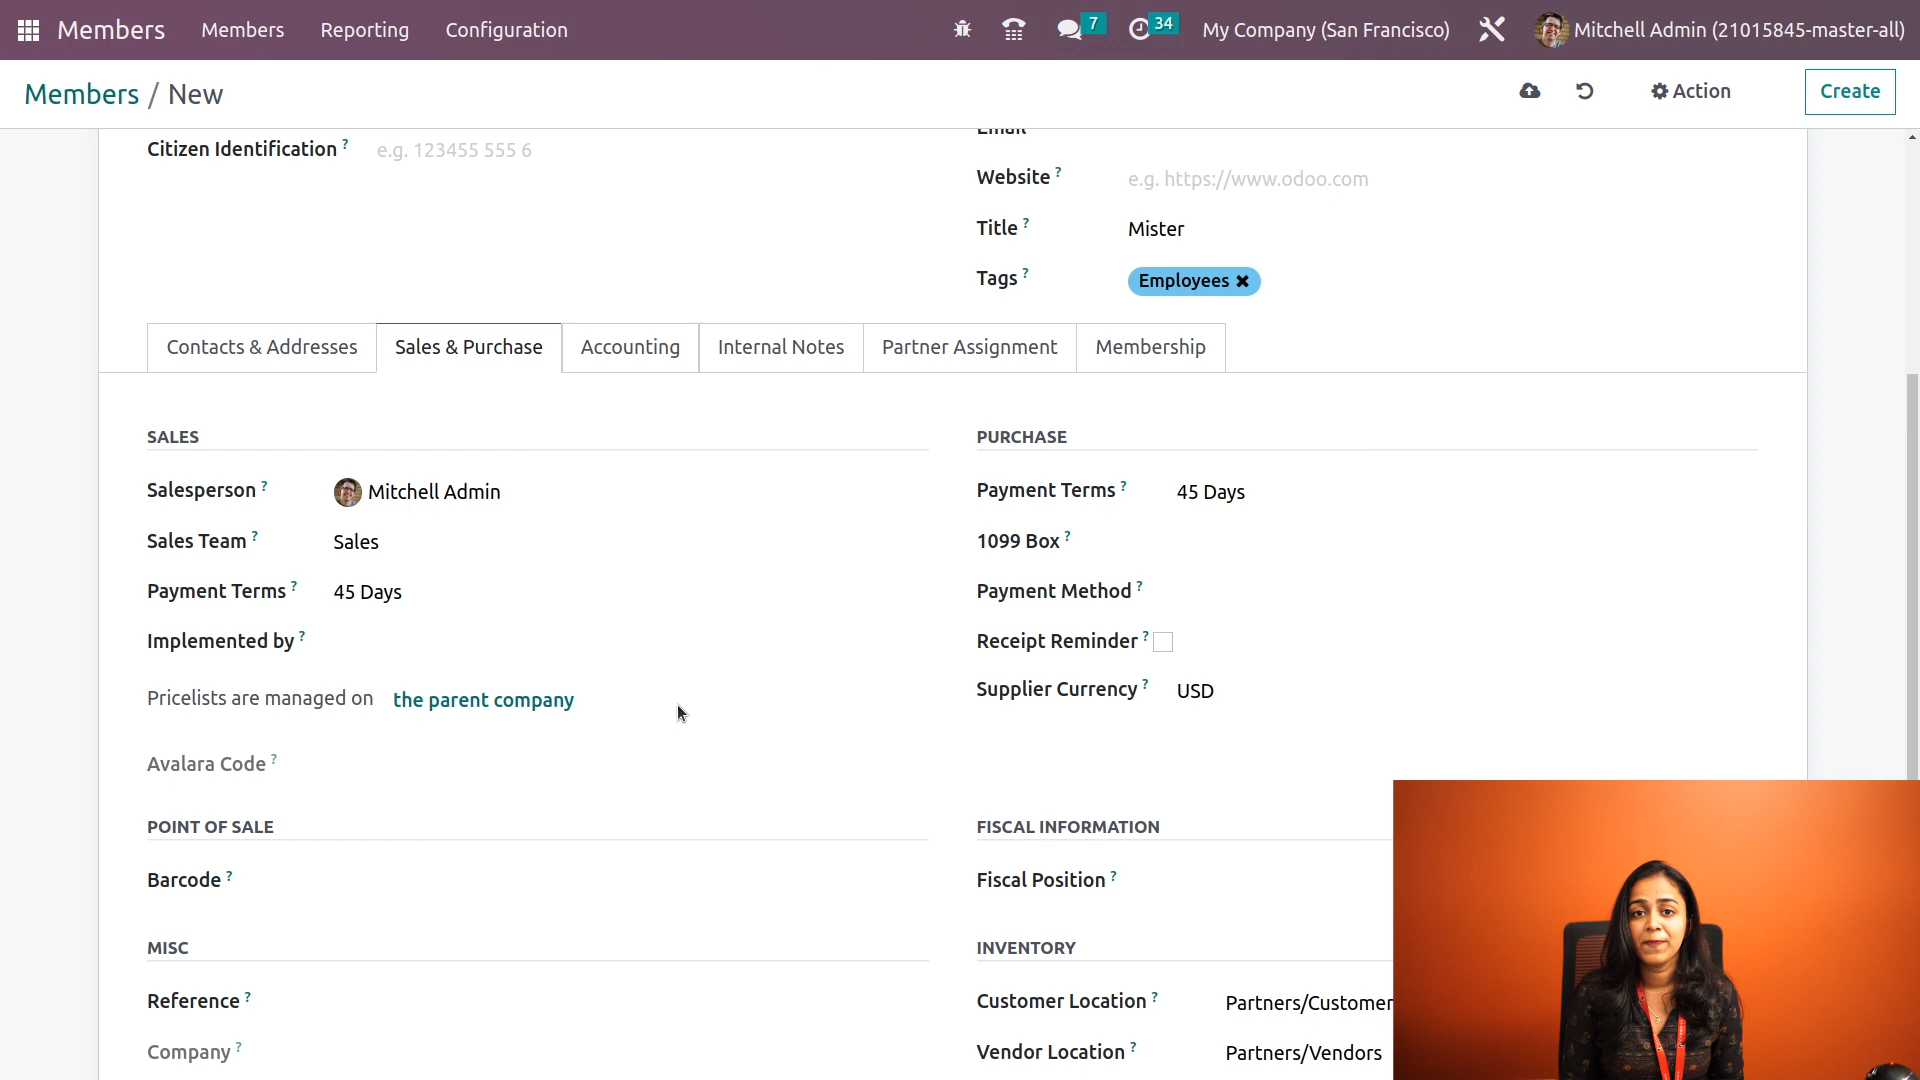 Members Members Reporting Configuration 7 34 My Company (San Francisco) Mitchell Admin (21015845-master-all)
Members / New Action Create
Email
Citizen Identification ? e.g. 123455 555 6
Website ? e.g. https://www.odoo.com
Title ? Mister
Tags ? Employees ✖
Contacts & Addresses Sales & Purchase Accounting Internal Notes Partner Assignment Membership
SALES PURCHASE
Salesperson ? Mitchell Admin Payment Terms ? 45 Days
Sales Team ? Sales 1099 Box ?
Payment Terms ? 45 Days Payment Method ?
Implemented by ? Receipt Reminder ?
Pricelists are managed on the parent company Supplier Currency ? USD
Avalara Code ?
POINT OF SALE FISCAL INFORMATION
Barcode ? Fiscal Position ?
MISC INVENTORY
Reference ? Customer Location ? Partners/Customer
Company ? Vendor Location ? Partners/Vendors